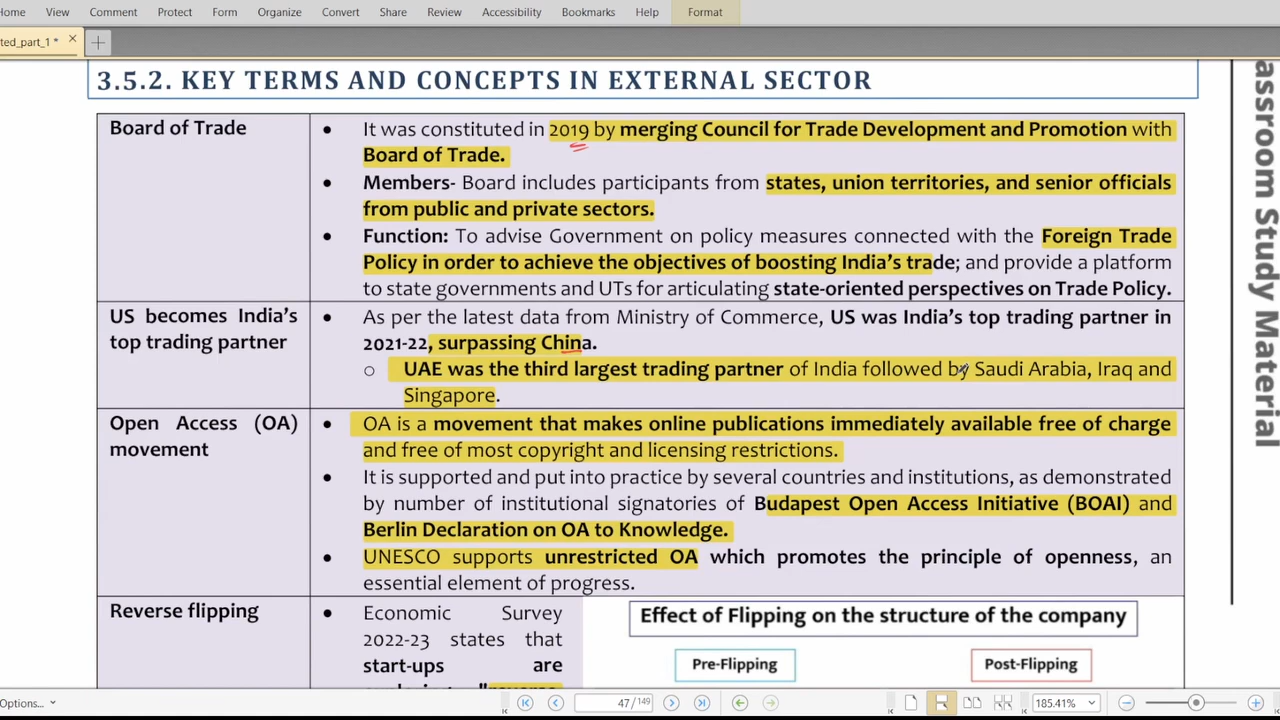 Home View Comment Protect Form Organize Convert Share Review Accessibility Bookmarks Help Format
ted_part_1 *
3.5.2. KEY TERMS AND CONCEPTS IN EXTERNAL SECTOR
Board of Trade
• It was constituted in 2019 by merging Council for Trade Development and Promotion with
Board of Trade.
• Members- Board includes participants from states, union territories, and senior officials
from public and private sectors.
• Function: To advise Government on policy measures connected with the Foreign Trade
Policy in order to achieve the objectives of boosting India's trade; and provide a platform
to state governments and UTs for articulating state-oriented perspectives on Trade Policy.
US becomes India's
top trading partner
• As per the latest data from Ministry of Commerce, US was India's top trading partner in
2021-22, surpassing China.
o UAE was the third largest trading partner of India followed by Saudi Arabia, Iraq and
Singapore.
Open Access (OA)
movement
• OA is a movement that makes online publications immediately available free of charge
and free of most copyright and licensing restrictions.
• It is supported and put into practice by several countries and institutions, as demonstrated
by number of institutional signatories of Budapest Open Access Initiative (BOAI) and
Berlin Declaration on OA to Knowledge.
• UNESCO supports unrestricted OA which promotes the principle of openness, an
essential element of progress.
Reverse flipping
• Economic Survey
2022-23 states that
start-ups are
Effect of Flipping on the structure of the company
Pre-Flipping
Post-Flipping
assroom Study Material
Options...
47 / 149
185.41%